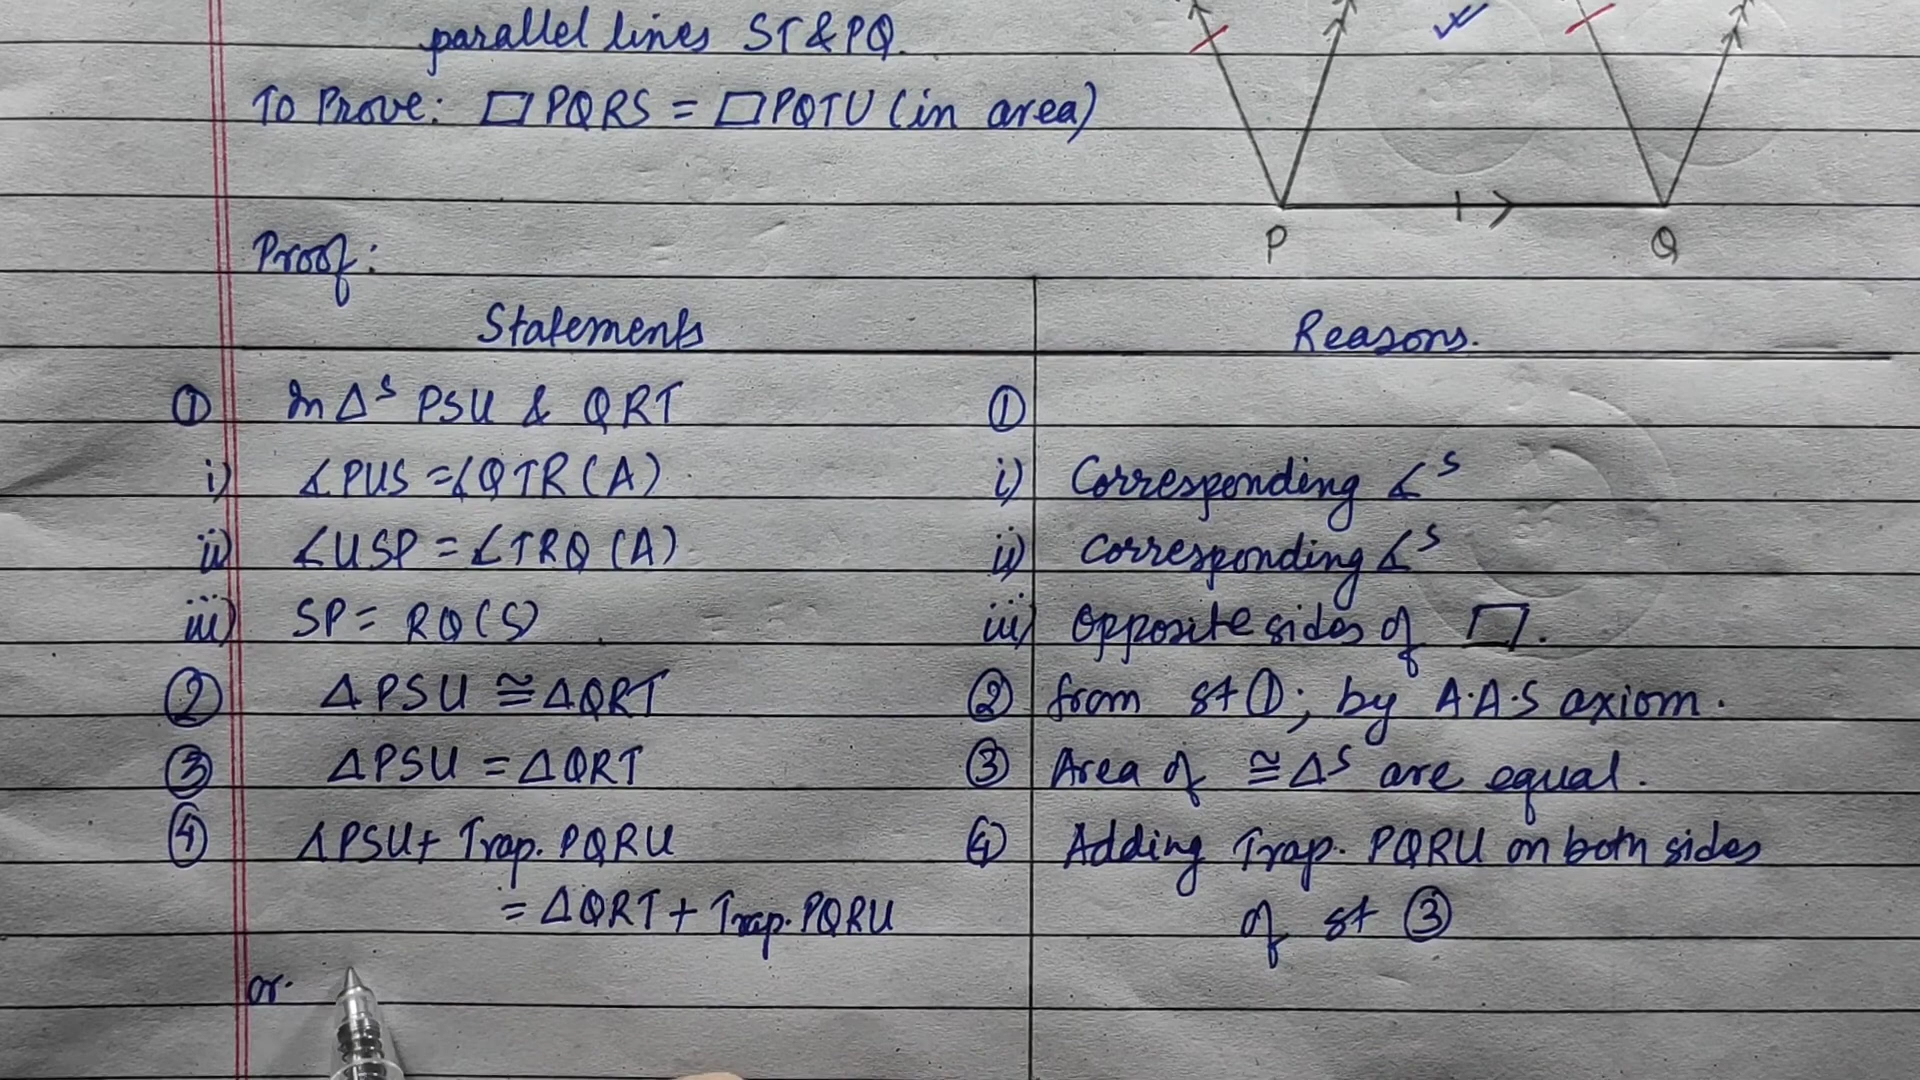 parallel lines ST & PQ.
To Prove: ▱PQRS = ▱PQTU (in area)
P Q
Proof:
Statements Reasons.
① In Δˢ PSU & QRT ①
i) ∠PUS = ∠QTR (A) i) Corresponding ∠ˢ
ii) ∠USP = ∠TRQ (A) ii) Corresponding ∠ˢ
iii) SP = RQ (S) iii) Opposite sides of ▱.
② ΔPSU ≅ ΔQRT ② from st ①; by A.A.S axiom.
③ ΔPSU = ΔQRT ③ Area of ≅ Δˢ are equal.
④ ΔPSU + Trap. PQRU ④ Adding Trap. PQRU on both sides
= ΔQRT + Trap. PQRU of st ③
or.